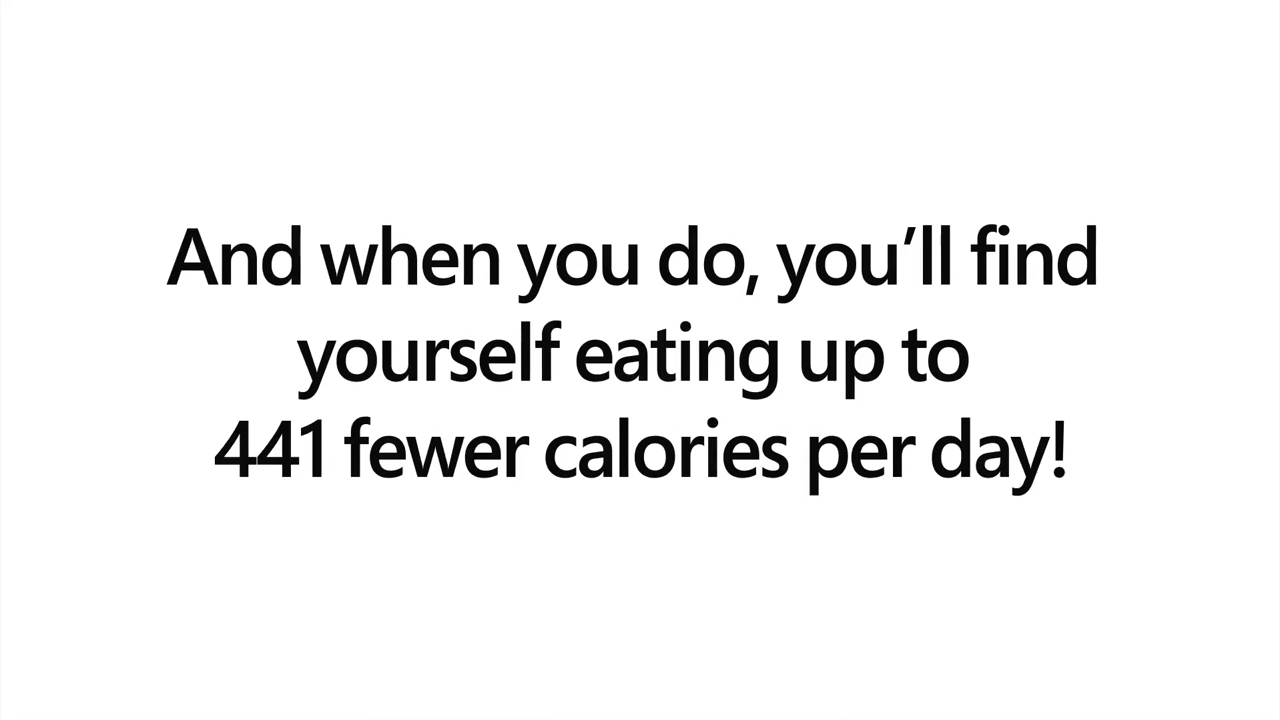 And when you do, you’ll find
yourself eating up to
441 fewer calories per day!